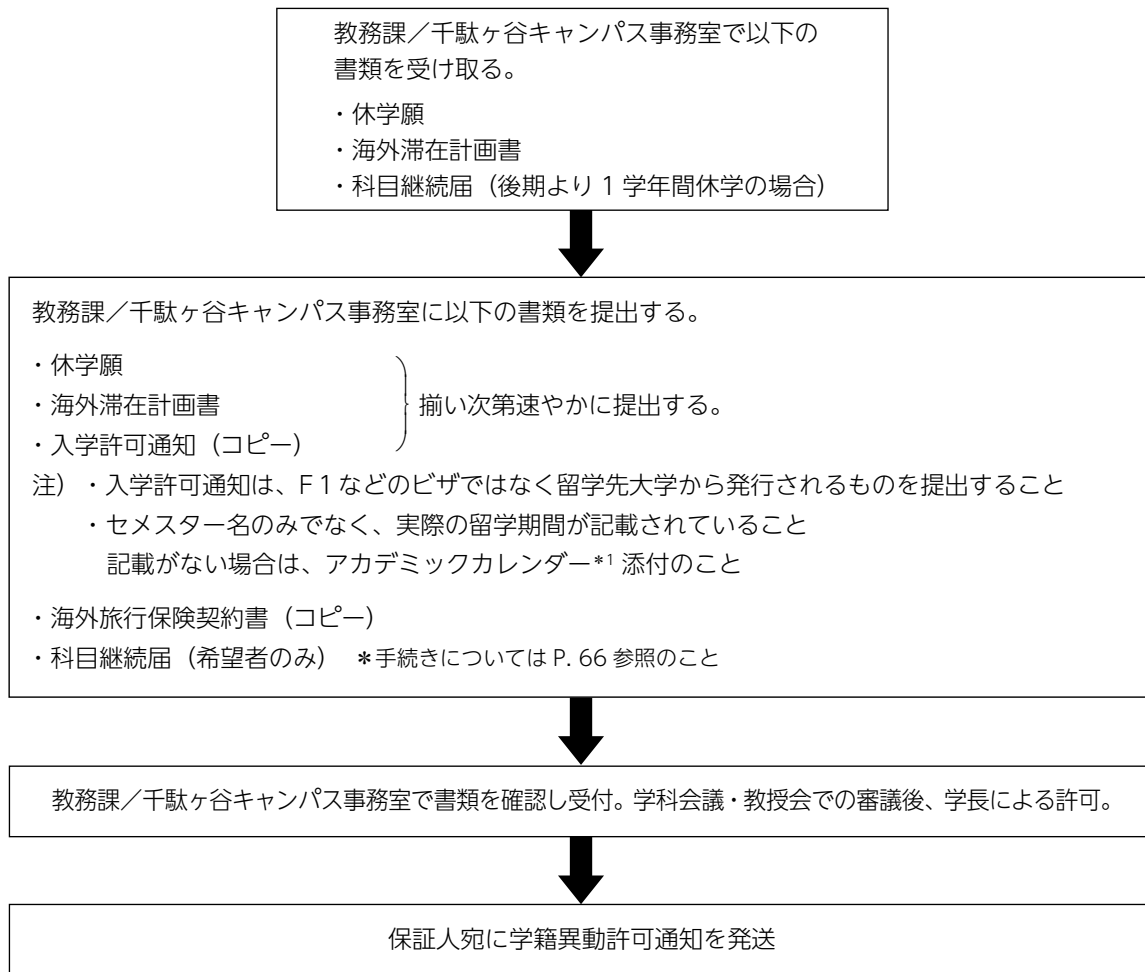 教務課／千駄ヶ谷キャンパス事務室で以下の
書類を受け取る。
・休学願
・海外滞在計画書
・科目継続届（後期より1学年間休学の場合）
教務課／千駄ヶ谷キャンパス事務室に以下の書類を提出する。
・休学願
・海外滞在計画書
揃い次第速やかに提出する。
・入学許可通知（コピー）
注）・入学許可通知は、F1などのビザではなく留学先大学から発行されるものを提出すること
・セメスター名のみでなく、実際の留学期間が記載されていること
記載がない場合は、アカデミックカレンダー*1 添付のこと
・海外旅行保険契約書（コピー）
・科目継続届（希望者のみ） *手続きについては P. 66 参照のこと
教務課／千駄ヶ谷キャンパス事務室で書類を確認し受付。学科会議・教授会での審議後、学長による許可。
保証人宛に学籍異動許可通知を発送